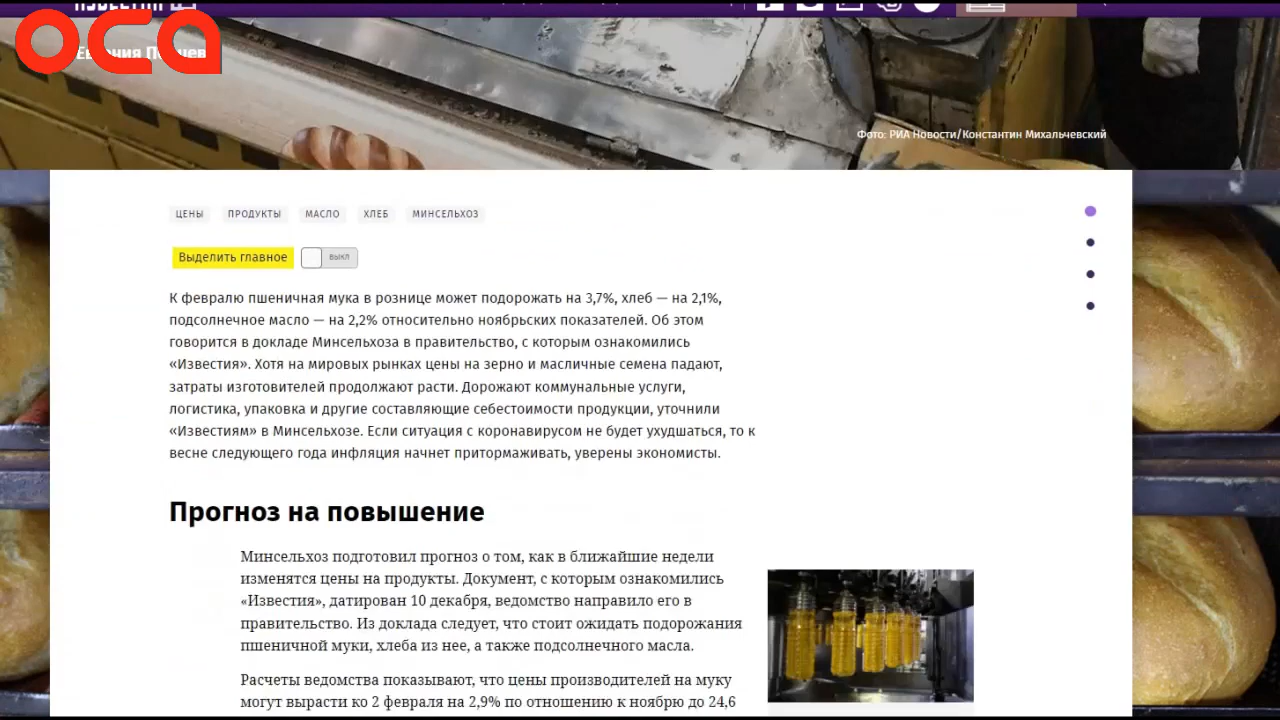 оса
Евгения П
Фото: РИА Новости/Константин Михальчевский
ЦЕНЫ ПРОДУКТЫ МАСЛО ХЛЕБ МИНСЕЛЬХОЗ
Выделить главное ВЫКЛ
К февралю пшеничная мука в рознице может подорожать на 3,7%, хлеб — на 2,1%,
подсолнечное масло — на 2,2% относительно ноябрьских показателей. Об этом
говорится в докладе Минсельхоза в правительство, с которым ознакомились
«Известия». Хотя на мировых рынках цены на зерно и масличные семена падают,
затраты изготовителей продолжают расти. Дорожают коммунальные услуги,
логистика, упаковка и другие составляющие себестоимости продукции, уточнили
«Известиям» в Минсельхозе. Если ситуация с коронавирусом не будет ухудшаться, то к
весне следующего года инфляция начнет притормаживать, уверены экономисты.
Прогноз на повышение
Минсельхоз подготовил прогноз о том, как в ближайшие недели
изменятся цены на продукты. Документ, с которым ознакомились
«Известия», датирован 10 декабря, ведомство направило его в
правительство. Из доклада следует, что стоит ожидать подорожания
пшеничной муки, хлеба из нее, а также подсолнечного масла.
Расчеты ведомства показывают, что цены производителей на муку
могут вырасти ко 2 февраля на 2,9% по отношению к ноябрю до 24,6